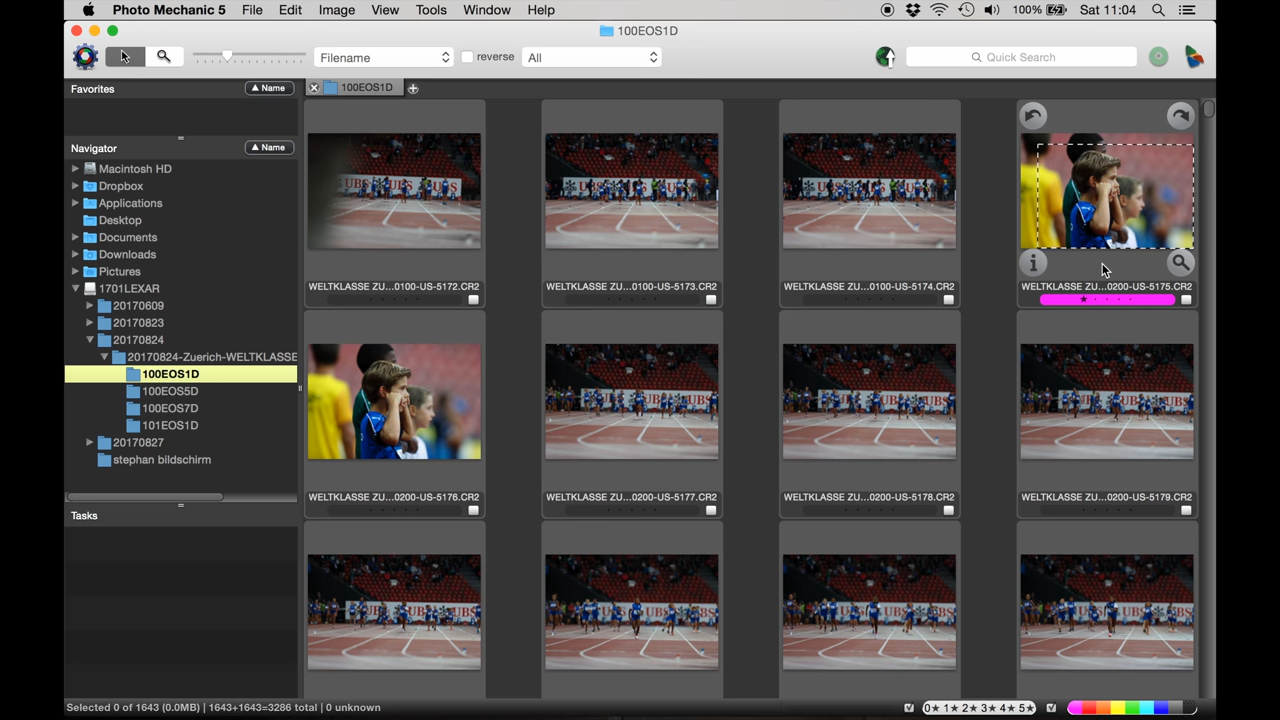 Photo Mechanic 5 File Edit Image View Tools Window Help 100% Sat 11:04
100EOS1D
Filename reverse All Quick Search
Favorites ▲ Name
100EOS1D
Navigator ▲ Name
Macintosh HD
Dropbox
Applications
Desktop
Documents
Downloads
Pictures
1701LEXAR
20170609
20170823
20170824
20170824-Zuerich-WELTKLASSE
100EOS1D
100EOS5D
100EOS7D
101EOS1D
20170827
stephan bildschirm
Tasks
UBS UBS
WELTKLASSE ZU...0100-US-5172.CR2 WELTKLASSE ZU...0100-US-5173.CR2 WELTKLASSE ZU...0100-US-5174.CR2 WELTKLASSE ZU...0200-US-5175.CR2
WELTKLASSE ZU...0200-US-5176.CR2 WELTKLASSE ZU...0200-US-5177.CR2 WELTKLASSE ZU...0200-US-5178.CR2 WELTKLASSE ZU...0200-US-5179.CR2
Selected 0 of 1643 (0.0MB) | 1643+1643=3286 total | 0 unknown 0★ 1★ 2★ 3★ 4★ 5★